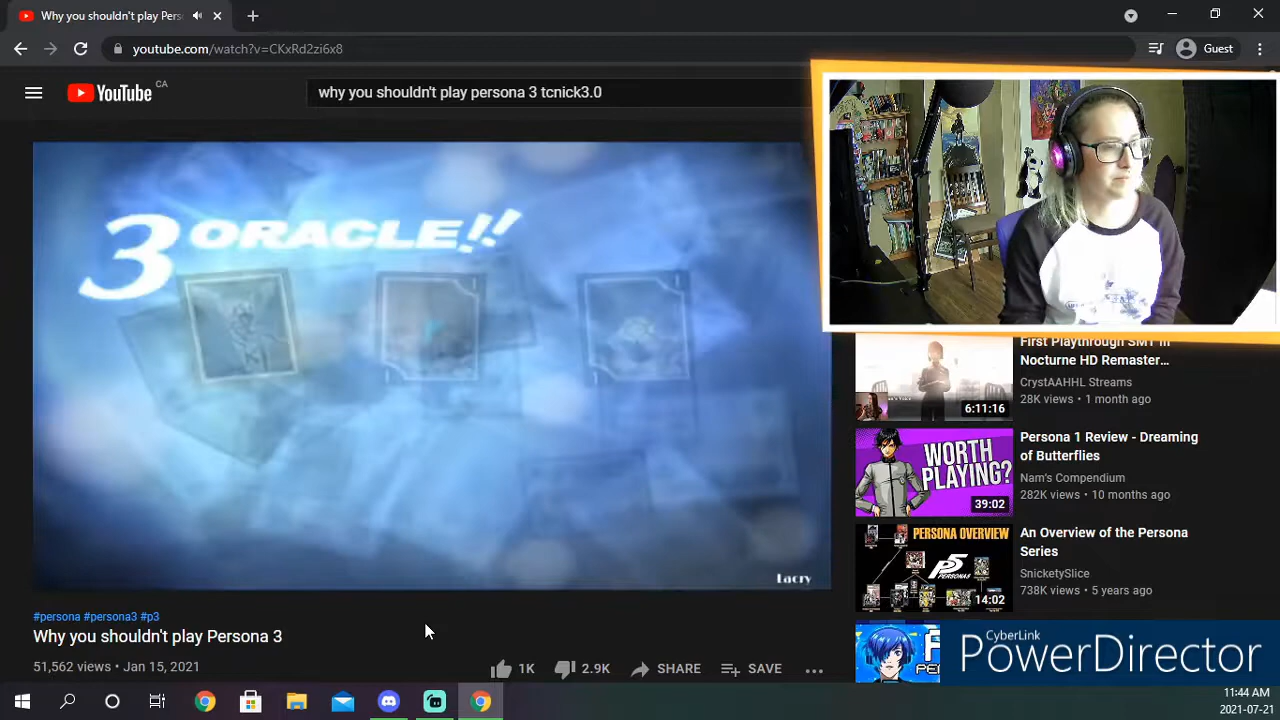 Why you shouldn't play Pers
youtube.com/watch?v=CKxRd2zi6x8
Guest
YouTube CA
why you shouldn't play persona 3 tcnick3.0
3 ORACLE!!
Lacry
#persona #persona3 #p3
Why you shouldn't play Persona 3
51,562 views • Jan 15, 2021
1K
2.9K
SHARE
SAVE
First Playthrough SMT III
Nocturne HD Remaster...
CrystAAHHL Streams
28K views • 1 month ago
6:11:16
WORTH
PLAYING?
39:02
Persona 1 Review - Dreaming
of Butterflies
Nam's Compendium
282K views • 10 months ago
PERSONA OVERVIEW
P5
14:02
An Overview of the Persona
Series
SnicketySlice
738K views • 5 years ago
CyberLink
PowerDirector
11:44 AM
2021-07-21